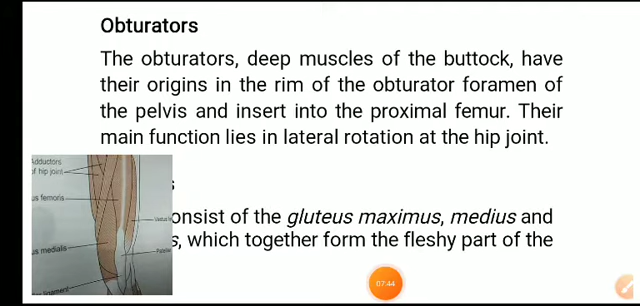 Obturators
The obturators, deep muscles of the buttock, have
their origins in the rim of the obturator foramen of
the pelvis and insert into the proximal femur. Their
main function lies in lateral rotation at the hip joint.
Adductors
of hip joint
us femoris
us medialis
ligament
onsist of the gluteus maximus, medius and
s, which together form the fleshy part of the
07:44